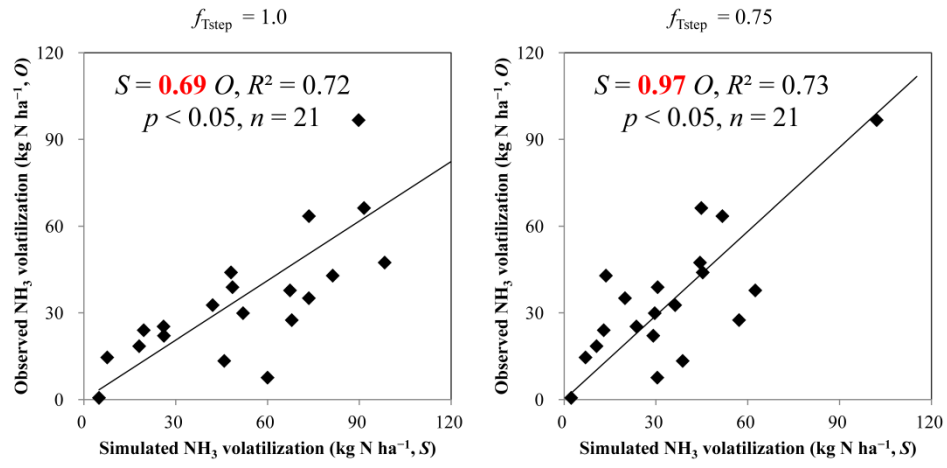 f_Tstep = 1.0
120
90
60
30
0
S = 0.69 O, R² = 0.72
p < 0.05, n = 21
Observed NH₃ volatilization (kg N ha⁻¹, O)
0 30 60 90 120
Simulated NH₃ volatilization (kg N ha⁻¹, S)
f_Tstep = 0.75
120
90
60
30
0
S = 0.97 O, R² = 0.73
p < 0.05, n = 21
Observed NH₃ volatilization (kg N ha⁻¹, O)
0 30 60 90 120
Simulated NH₃ volatilization (kg N ha⁻¹, S)